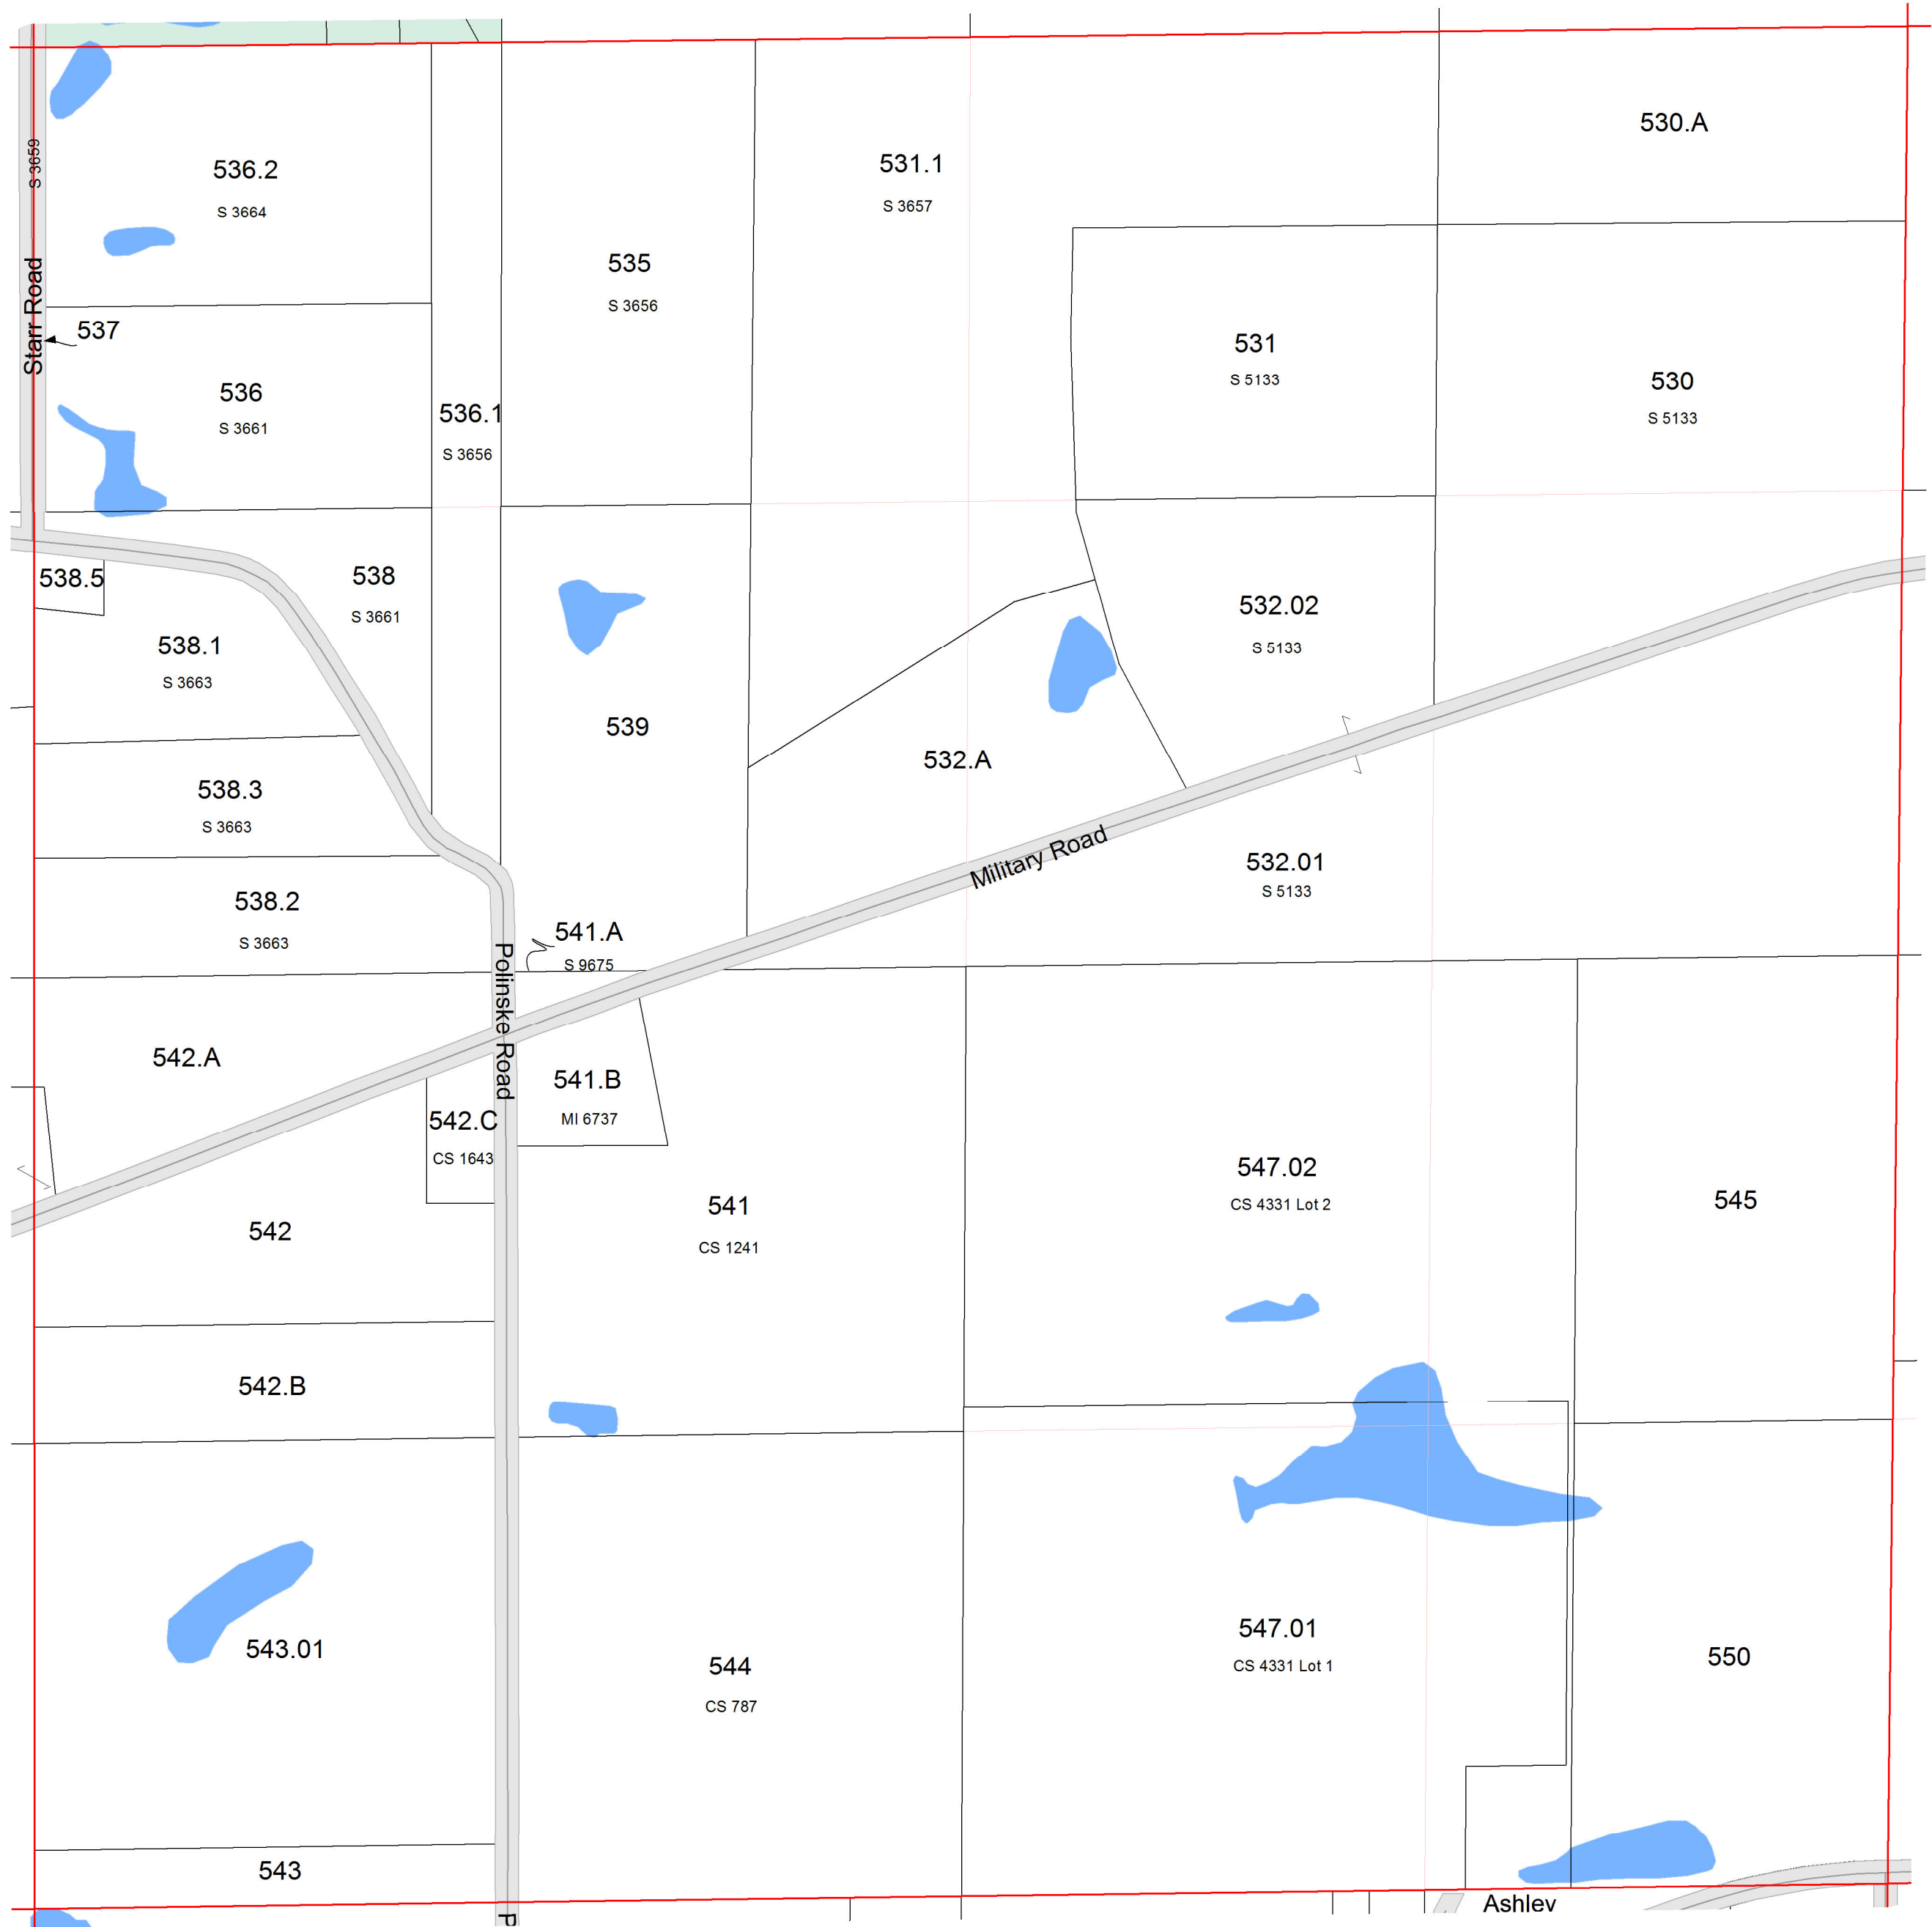 530.A
S 3659
536.2
S 3664
531.1
S 3657
535
S 3656
Starr Road
537
531
S 5133
530
S 5133
536
S 3661
536.1
S 3656
538.5
538
S 3661
532.02
S 5133
538.1
S 3663
539
532.A
538.3
S 3663
Military Road
532.01
S 5133
538.2
S 3663
541.A
S 9675
Polinske Road
542.A
541.B
MI 6737
542.C
CS 1643
547.02
CS 4331 Lot 2
545
541
CS 1241
542
542.B
543.01
547.01
CS 4331 Lot 1
544
CS 787
550
543
Ashlev
P